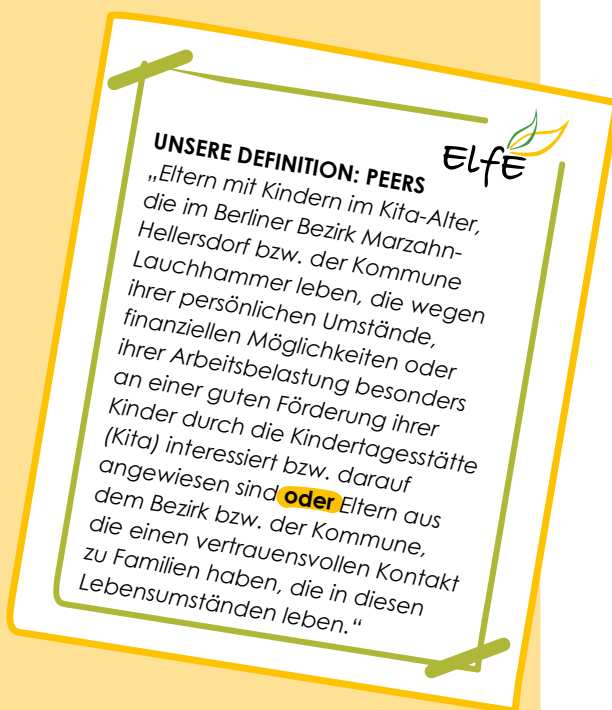 ELfE
UNSERE DEFINITION: PEERS
„Eltern mit Kindern im Kita-Alter,
die im Berliner Bezirk Marzahn-
Hellersdorf bzw. der Kommune
Lauchhammer leben, die wegen
ihrer persönlichen Umstände,
finanziellen Möglichkeiten oder
ihrer Arbeitsbelastung besonders
an einer guten Förderung ihrer
Kinder durch die Kindertagesstätte
(Kita) interessiert bzw. darauf
angewiesen sind oder Eltern aus
dem Bezirk bzw. der Kommune,
die einen vertrauensvollen Kontakt
zu Familien haben, die in diesen
Lebensumständen leben.“